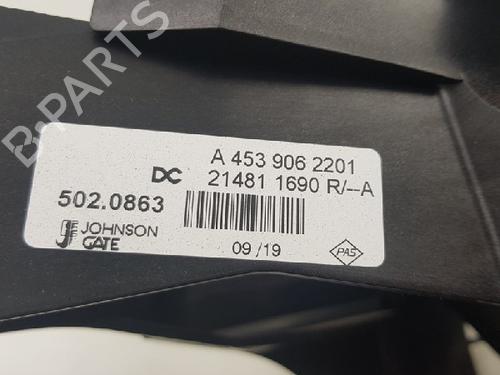 B-PARTS
A 453 906 2201
DC 21481 1690 R/--A
502.0863
JOHNSON
GATE
09 /19
PAS